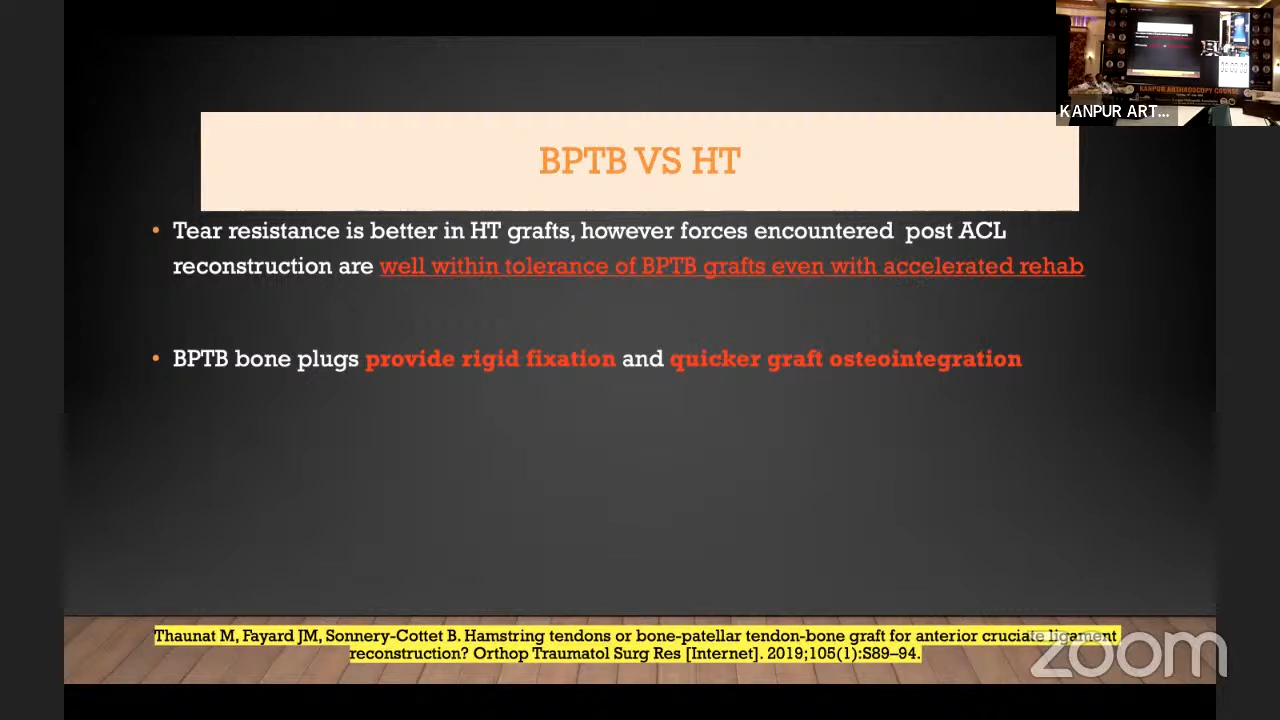 KANPUR ARTHROSCOPY COURSE
KANPUR ART...
BPTB VS HT
• Tear resistance is better in HT grafts, however forces encountered post ACL
reconstruction are well within tolerance of BPTB grafts even with accelerated rehab
• BPTB bone plugs provide rigid fixation and quicker graft osteointegration
Thaunat M, Fayard JM, Sonnery-Cottet B. Hamstring tendons or bone-patellar tendon-bone graft for anterior cruciate ligament
reconstruction? Orthop Traumatol Surg Res [Internet]. 2019;105(1):S89–94.
zoom